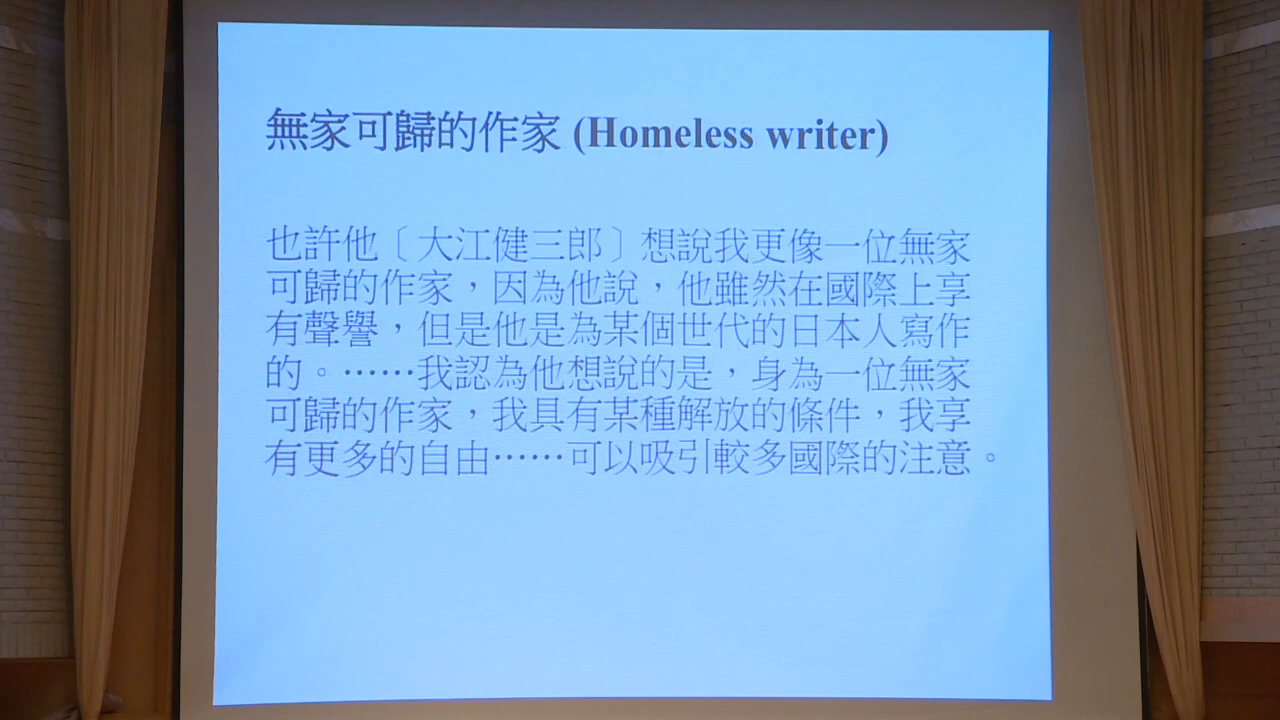 無家可歸的作家 (Homeless writer)
也許他〔大江健三郎〕想說我更像一位無家
可歸的作家，因為他說，他雖然在國際上享
有聲譽，但是他是為某個世代的日本人寫作
的。……我認為他想說的是，身為一位無家
可歸的作家，我具有某種解放的條件，我享
有更多的自由……可以吸引較多國際的注意。